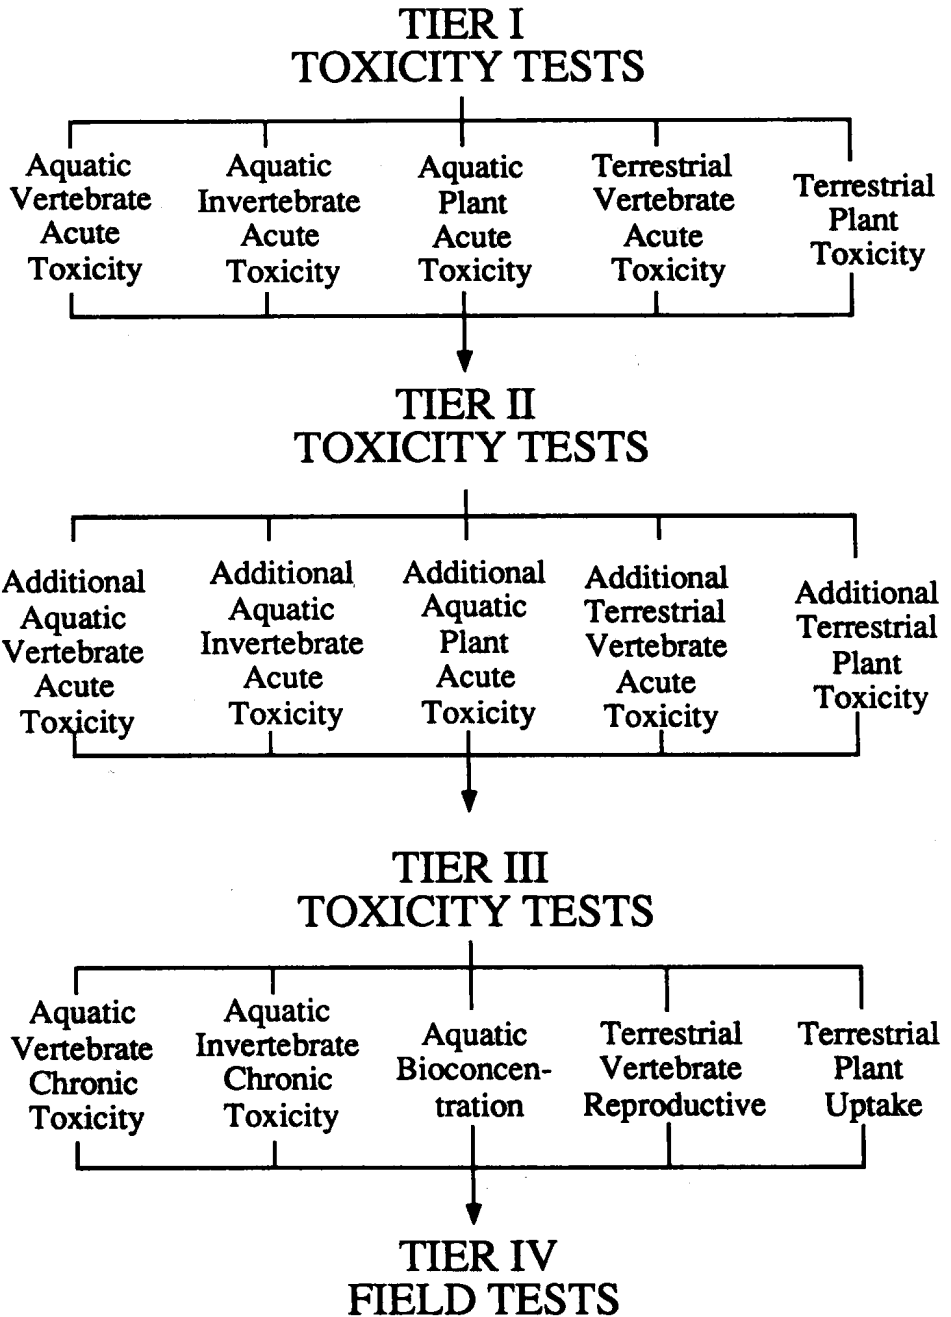 TIER I
TOXICITY TESTS
Aquatic
Vertebrate
Acute
Toxicity
Aquatic
Invertebrate
Acute
Toxicity
Aquatic
Plant
Acute
Toxicity
Terrestrial
Vertebrate
Acute
Toxicity
Terrestrial
Plant
Toxicity
TIER II
TOXICITY TESTS
Additional
Aquatic
Vertebrate
Acute
Toxicity
Additional
Aquatic
Invertebrate
Acute
Toxicity
Additional
Aquatic
Plant
Acute
Toxicity
Additional
Terrestrial
Vertebrate
Acute
Toxicity
Additional
Terrestrial
Plant
Toxicity
TIER III
TOXICITY TESTS
Aquatic
Vertebrate
Chronic
Toxicity
Aquatic
Invertebrate
Chronic
Toxicity
Aquatic
Bioconcen-
tration
Terrestrial
Vertebrate
Reproductive
Terrestrial
Plant
Uptake
TIER IV
FIELD TESTS